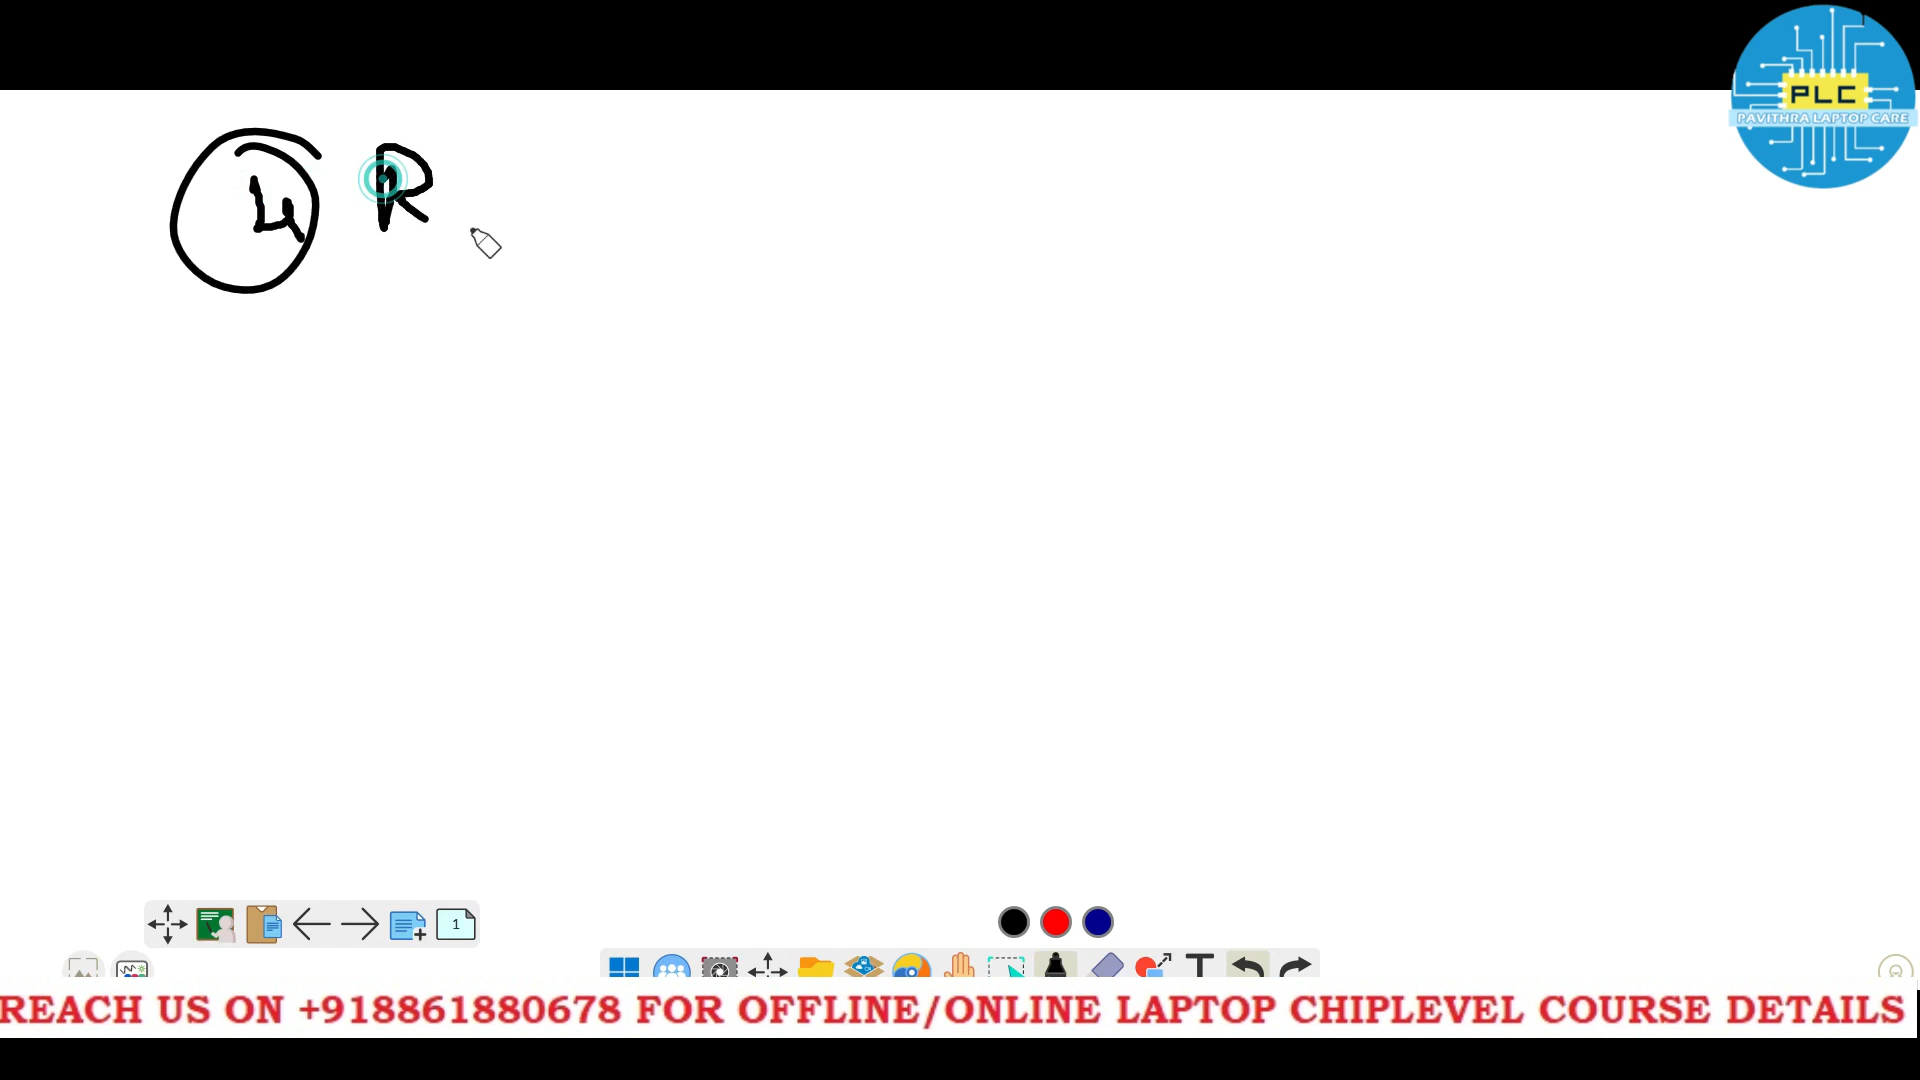 PLC
PAVITHRA LAPTOP CARE
4 R
1
REACH US ON +918861880678 FOR OFFLINE/ONLINE LAPTOP CHIPLEVEL COURSE DETAILS